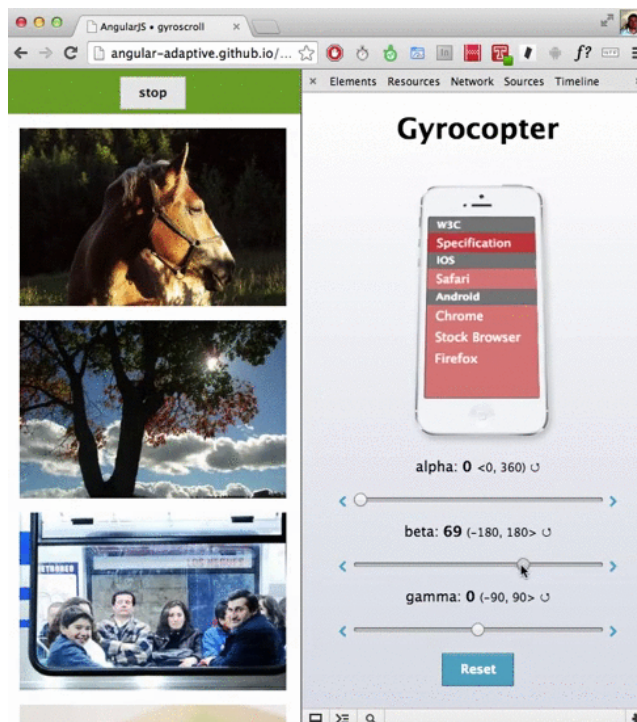 AngularJS • gyroscroll
angular-adaptive.github.io/...
stop
Elements Resources Network Sources Timeline
Gyrocopter
W3C
Specification
IOS
Safari
Android
Chrome
Stock Browser
Firefox
alpha: 0 <0, 360) ↺
beta: 69 (-180, 180> ↺
gamma: 0 (-90, 90> ↺
Reset